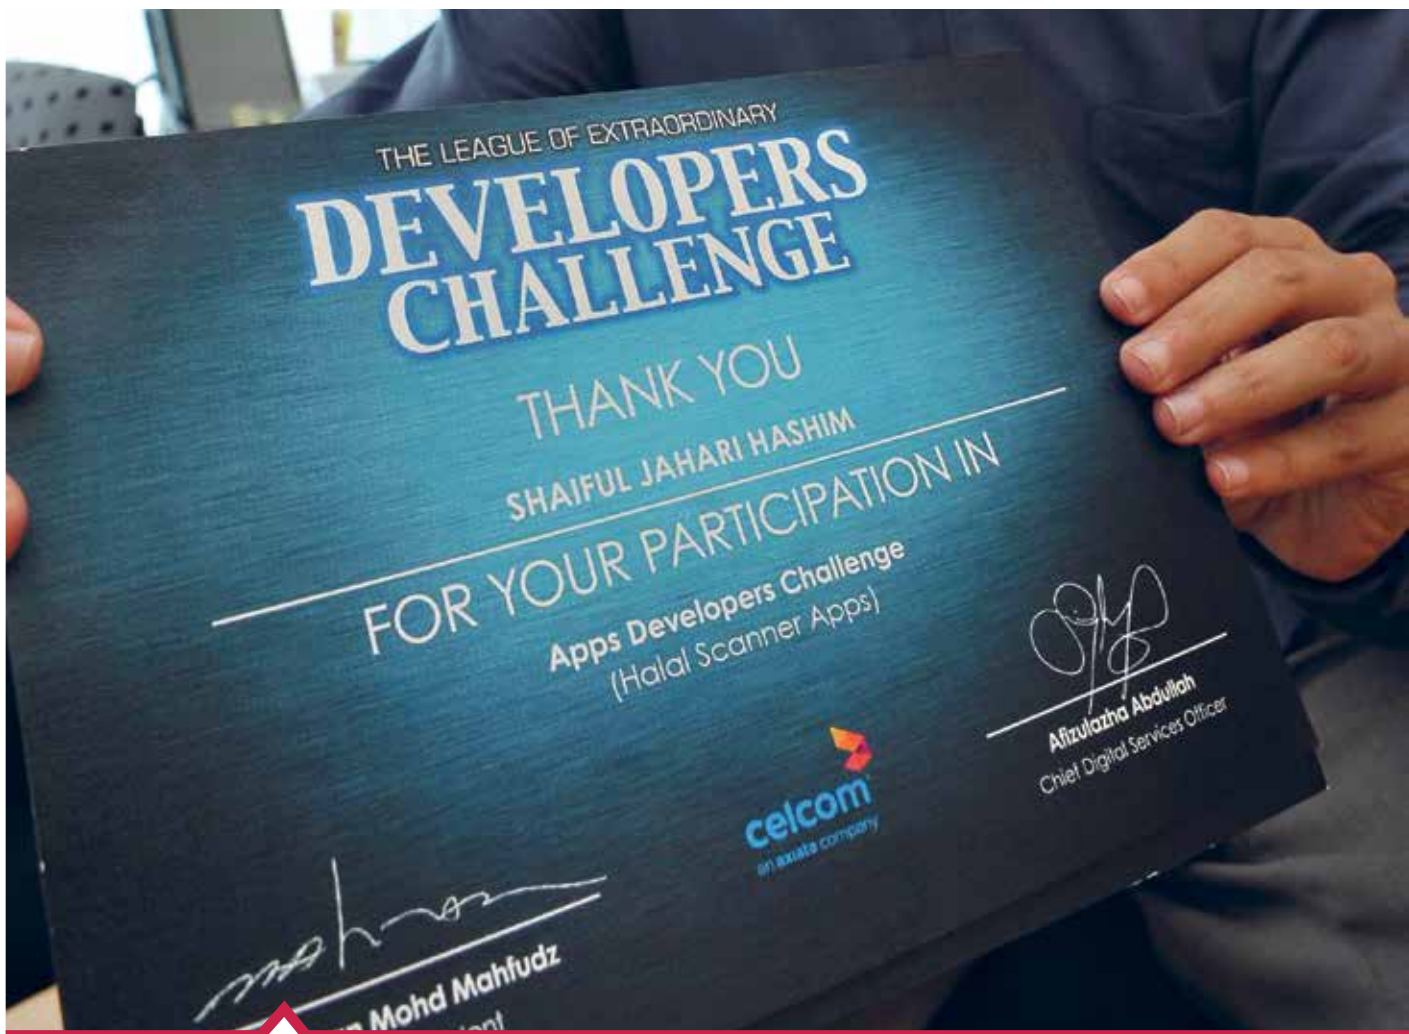 THE LEAGUE OF EXTRAORDINARY
DEVELOPERS
CHALLENGE
THANK YOU
SHAIFUL JAHARI HASHIM
FOR YOUR PARTICIPATION IN
Apps Developers Challenge
(Halal Scanner Apps)
Afizulazha Abdullah
Chief Digital Services Officer
celcom
an axiata company
Mohd Mahfudz